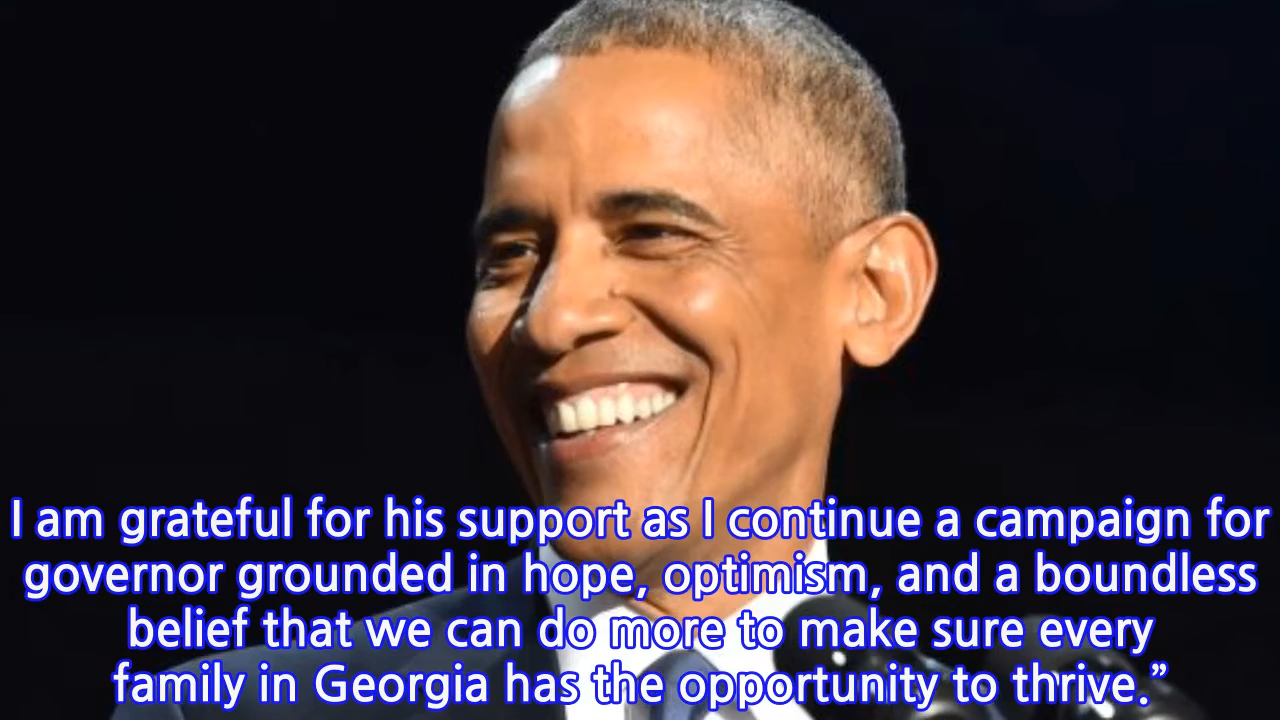 I am grateful for his support as I continue a campaign for
governor grounded in hope, optimism, and a boundless
belief that we can do more to make sure every
family in Georgia has the opportunity to thrive.”